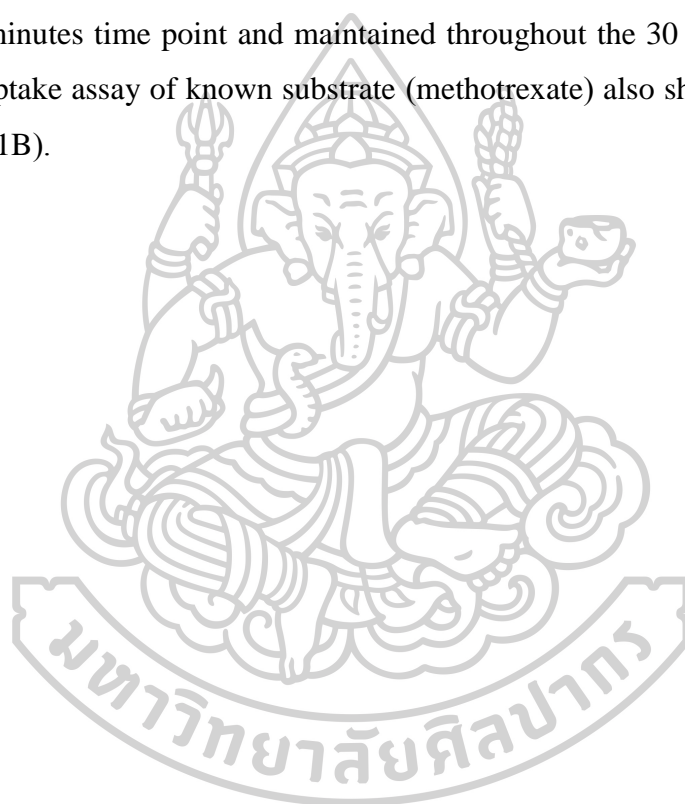 minutes time point and maintained throughout the 30
ptake assay of known substrate (methotrexate) also sh
1B).
มหาวิทยาลัยศิลปากร